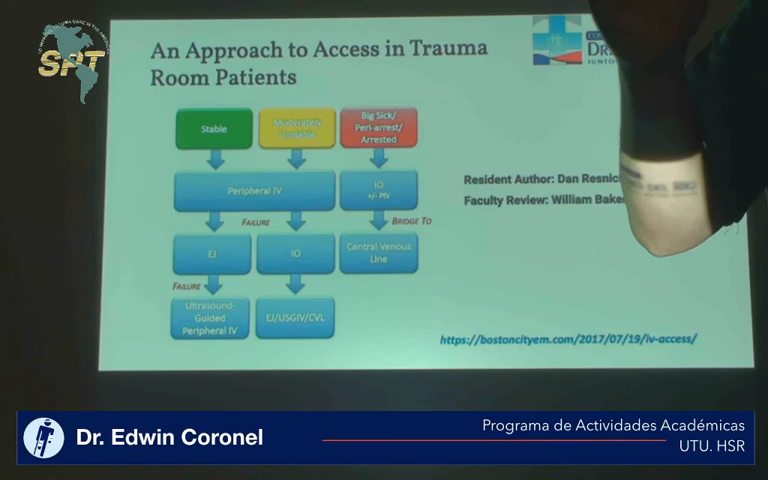 SPT
An Approach to Access in Trauma
Room Patients
Stable
Moderately
Unstable
Big Sick/
Peri-arrest/
Arrested
Peripheral IV
IO
+/- PIV
FAILURE
BRIDGE TO
EJ
IO
Central Venous
Line
FAILURE
Ultrasound-
Guided
Peripheral IV
EJ/USGIV/CVL
Resident Author: Dan
Faculty Review: William
https://bostoncityem.com/2017/07/19/iv-access/
Dr. Edwin Coronel
Programa de Actividades Académicas
UTU. HSR